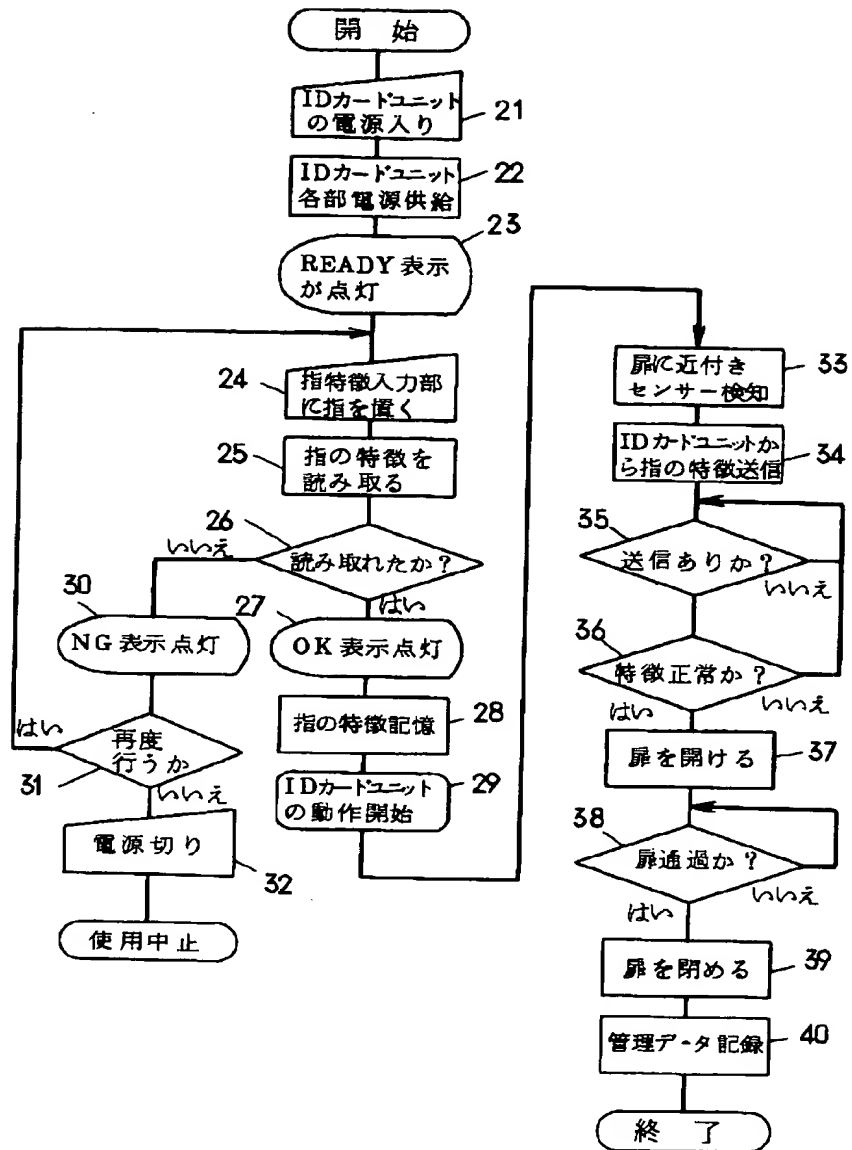 開始
IDカードユニット
の電源入り
21
IDカードユニット
各部電源供給
22
23
READY 表示
が点灯
24
指特徴入力部
に指を置く
25
指の特徴を
読み取る
26
いいえ
読み取れたか?
はい
30
NG 表示点灯
27
OK 表示点灯
指の特徴記憶
28
はい
再度
行うか
31
いいえ
IDカードユニット
の動作開始
29
電源切り
32
使用中止
扉に近付き
センサー検知
33
IDカードユニットか
ら指の特徴送信
34
35
送信ありか?
いいえ
36
特徴正常か?
はい
いいえ
扉を開ける
37
38
扉通過か?
いいえ
はい
扉を閉める
39
管理データ記録
40
終了